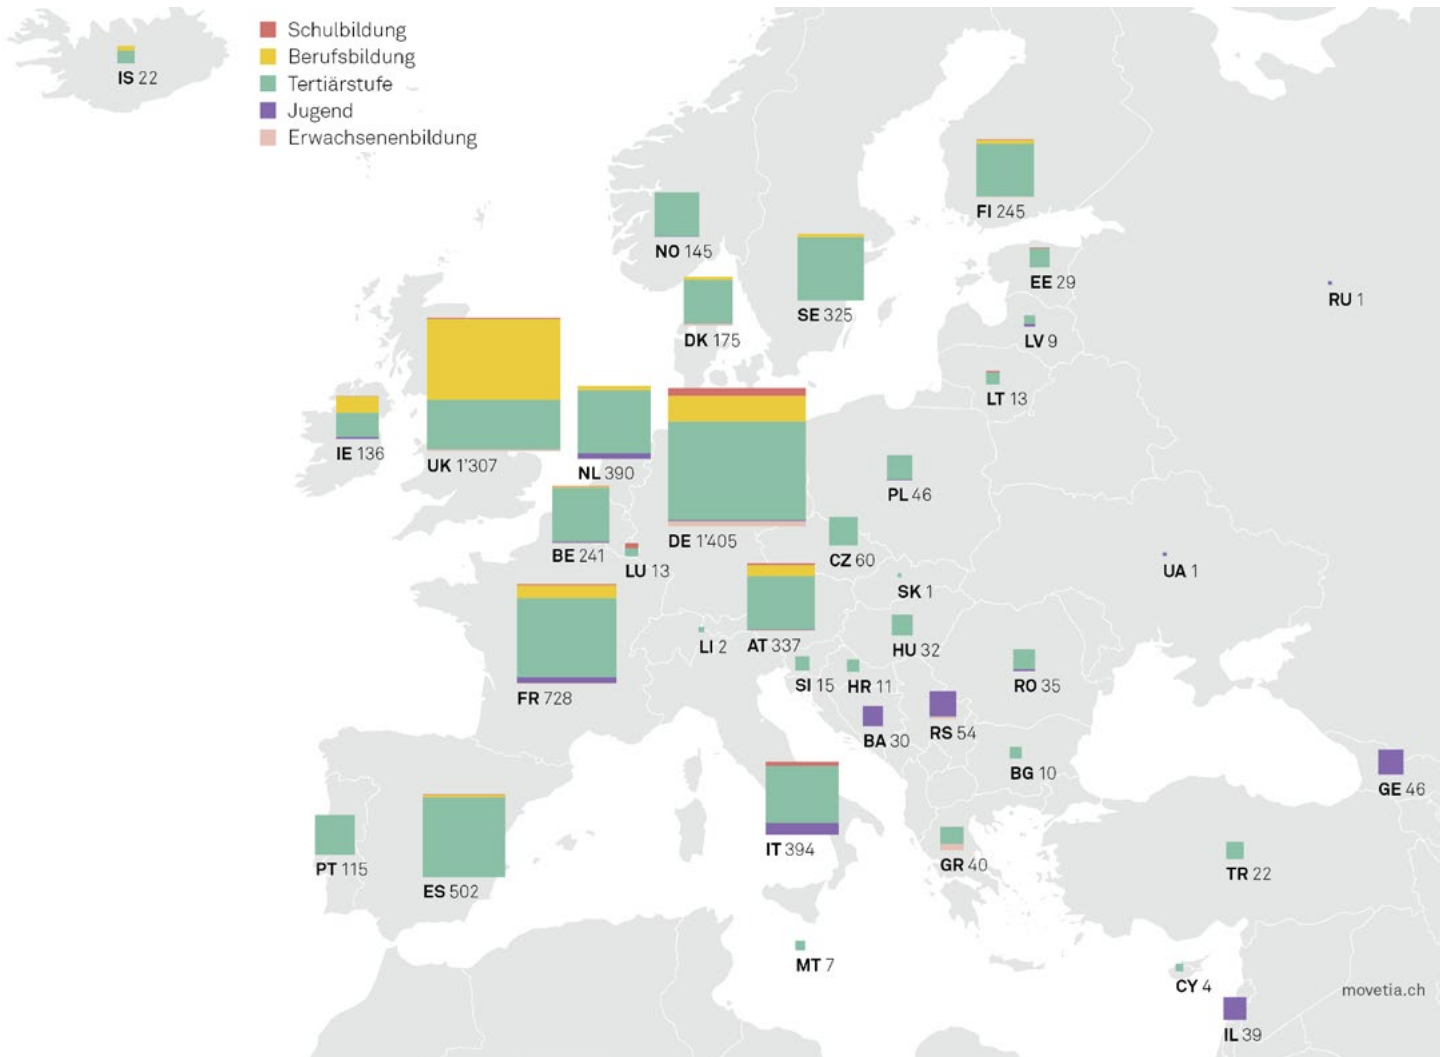 Schulbildung
Berufsbildung
Tertiärstufe
Jugend
Erwachsenenbildung
IS 22
FI 245
NO 145
EE 29
RU 1
SE 325
DK 175
LV 9
LT 13
IE 136
UK 1'307
NL 390
PL 46
DE 1'405
BE 241
CZ 60
LU 13
UA 1
SK 1
LI 2
AT 337
HU 32
SI 15
HR 11
RO 35
FR 728
BA 30
RS 54
BG 10
GE 46
IT 394
GR 40
PT 115
TR 22
ES 502
MT 7
CY 4
movetia.ch
IL 39